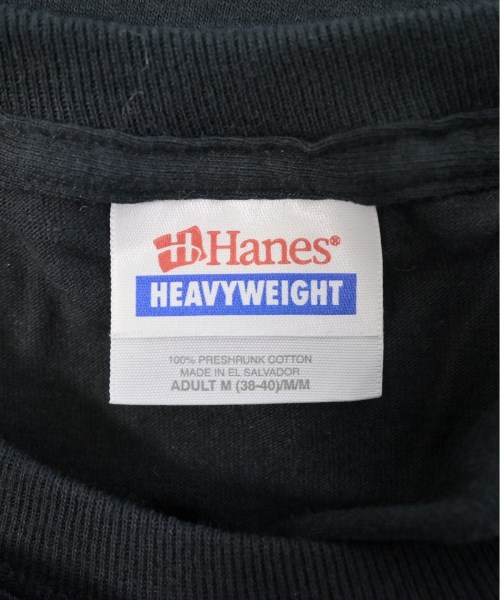 Hanes®
HEAVYWEIGHT
100% PRESHRUNK COTTON
MADE IN EL SALVADOR
ADULT M (38-40)/M/M